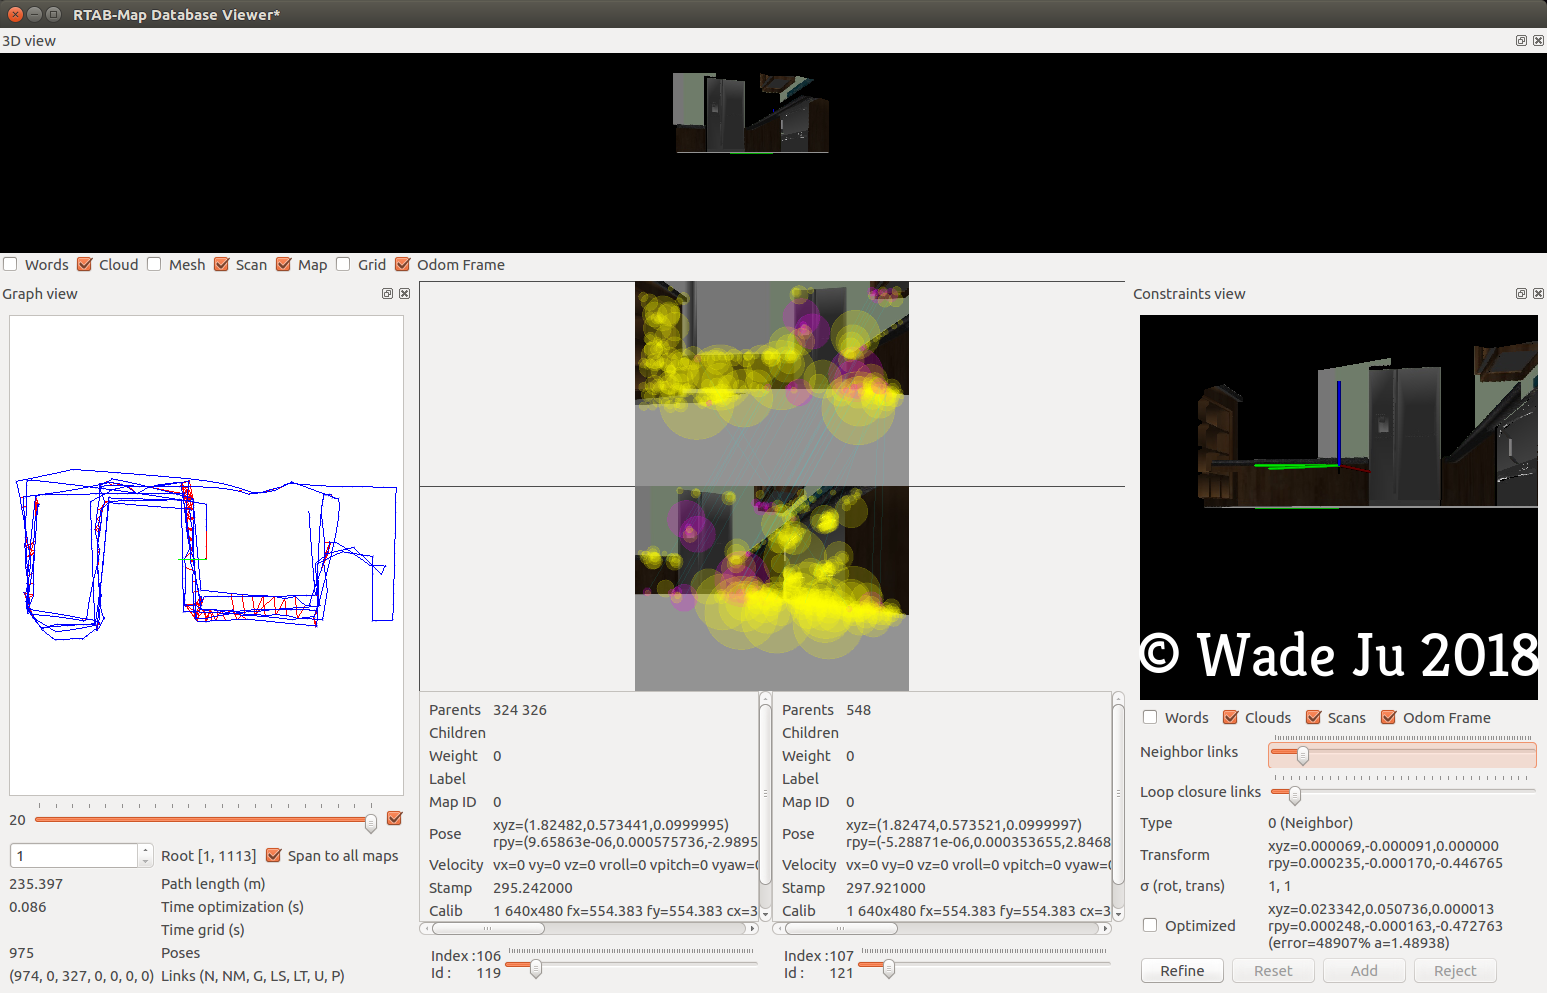 RTAB-Map Database Viewer*
3D view
Words Cloud Mesh Scan Map Grid Odom Frame
Graph view
20
1 Root [1, 1113] Span to all maps
235.397 Path length (m)
0.086 Time optimization (s)
Time grid (s)
975 Poses
(974, 0, 327, 0, 0, 0, 0) Links (N, NM, G, LS, LT, U, P)
Parents 324 326
Children
Weight 0
Label
Map ID 0
Pose xyz=(1.82482,0.573441,0.0999995)
rpy=(9.65863e-06,0.000575736,-2.9895
Velocity vx=0 vy=0 vz=0 vroll=0 vpitch=0 vyaw=0
Stamp 295.242000
Calib 1 640x480 fx=554.383 fy=554.383 cx=3
Index :106
Id : 119
Parents 548
Children
Weight 0
Label
Map ID 0
Pose xyz=(1.82474,0.573521,0.0999997)
rpy=(-5.28871e-06,0.000353655,2.8468
Velocity vx=0 vy=0 vz=0 vroll=0 vpitch=0 vyaw=0
Stamp 297.921000
Calib 1 640x480 fx=554.383 fy=554.383 cx=3
Index :107
Id : 121
Constraints view
© Wade Ju 2018
Words Clouds Scans Odom Frame
Neighbor links
Loop closure links
Type 0 (Neighbor)
Transform xyz=0.000069,-0.000091,0.000000
rpy=0.000235,-0.000170,-0.446765
σ (rot, trans) 1, 1
Optimized xyz=0.023342,0.050736,0.000013
rpy=0.000248,-0.000163,-0.472763
(error=48907% a=1.48938)
Refine Reset Add Reject